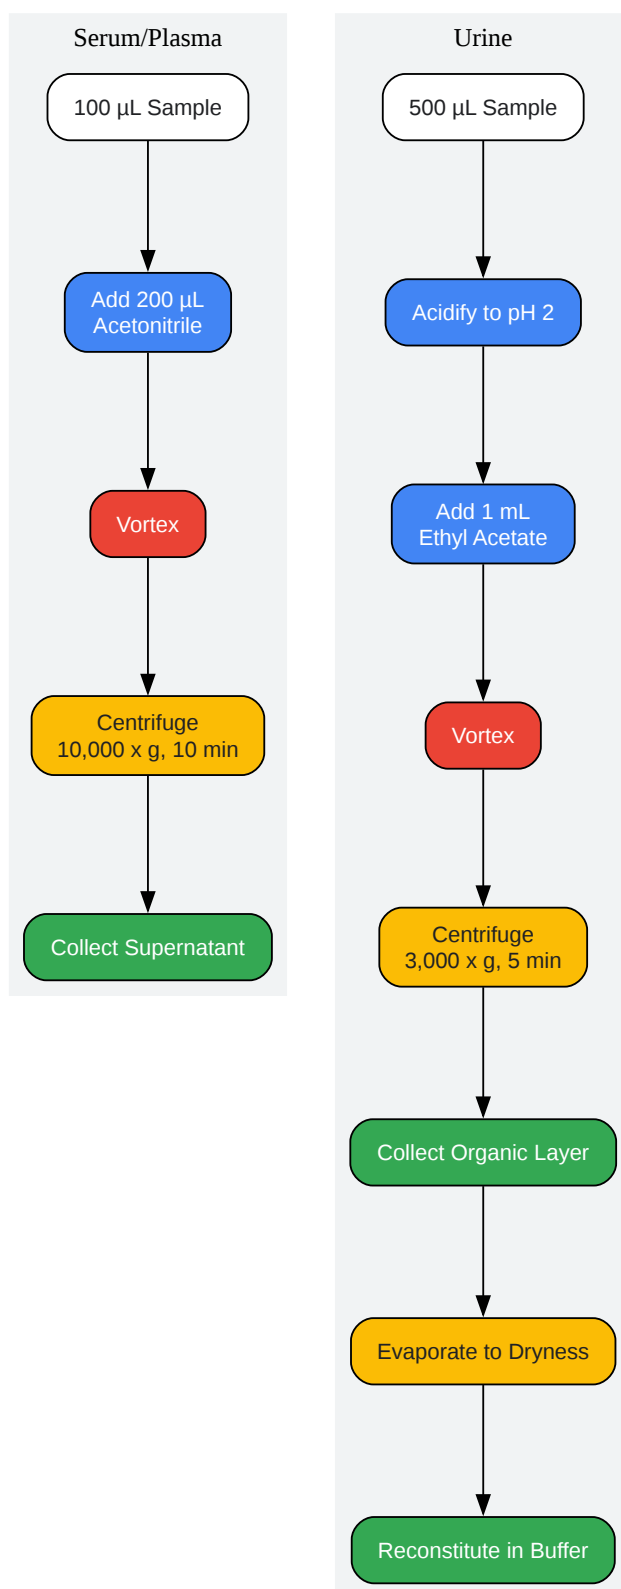 Serum/Plasma
100 µL Sample
Add 200 µL
Acetonitrile
Vortex
Centrifuge
10,000 x g, 10 min
Collect Supernatant
Urine
500 µL Sample
Acidify to pH 2
Add 1 mL
Ethyl Acetate
Vortex
Centrifuge
3,000 x g, 5 min
Collect Organic Layer
Evaporate to Dryness
Reconstitute in Buffer